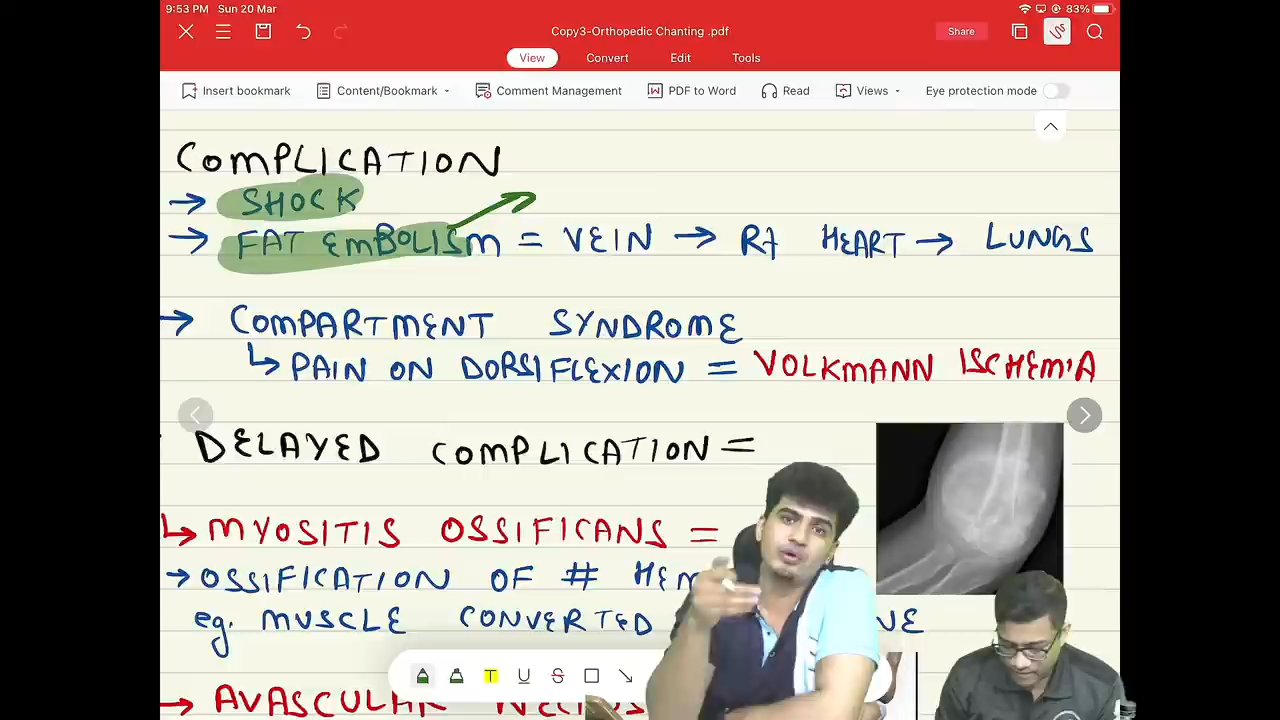 9:53 PM Sun 20 Mar 83%
Copy3-Orthopedic Chanting .pdf
Share
View Convert Edit Tools
Insert bookmark Content/Bookmark Comment Management PDF to Word Read Views Eye protection mode
COMPLICATION
→ SHOCK
→ FAT EMBOLISM = VEIN → Rt HEART → LUNGS
→ COMPARTMENT SYNDROME
↳ PAIN ON DORSIFLEXION = VOLKMANN ISCHEMIA
DELAYED COMPLICATION =
↳ MYOSITIS OSSIFICANS =
→ OSSIFICATION OF # HEM
eg. MUSCLE CONVERTED
→ AVASCULAR